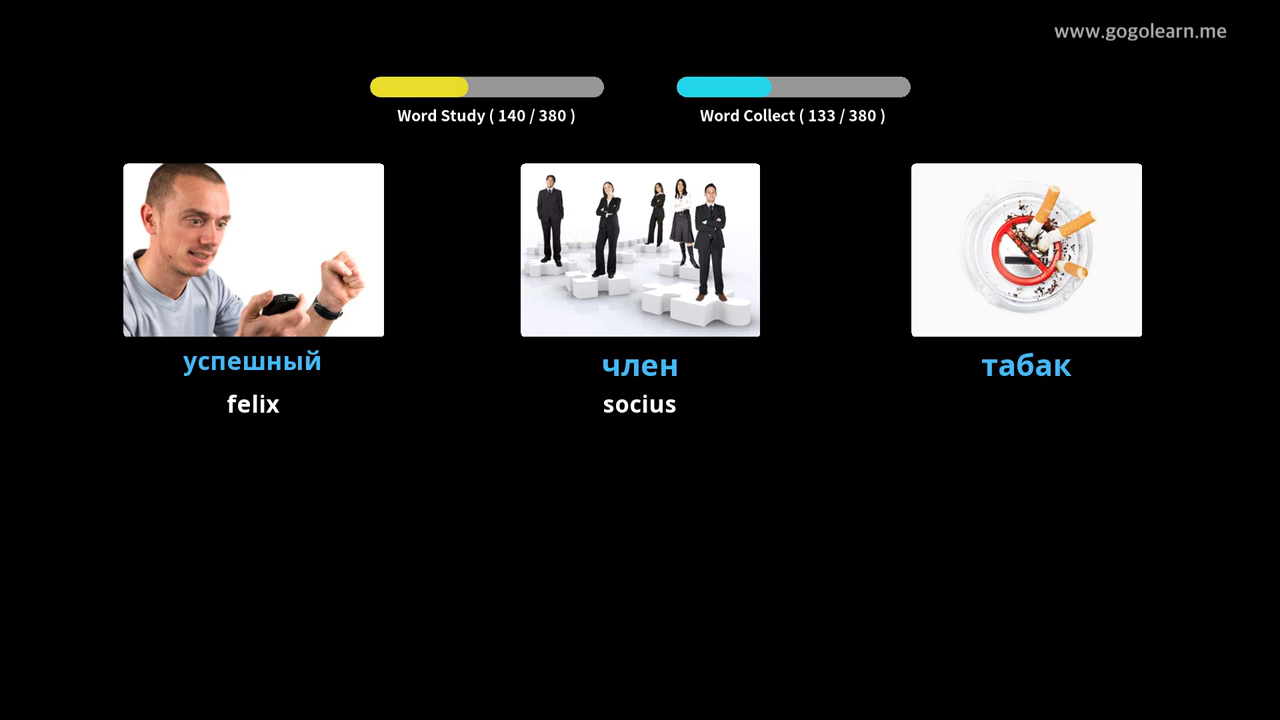 www.gogolearn.me
Word Study ( 140 / 380 )
Word Collect ( 133 / 380 )
успешный
член
табак
felix
socius